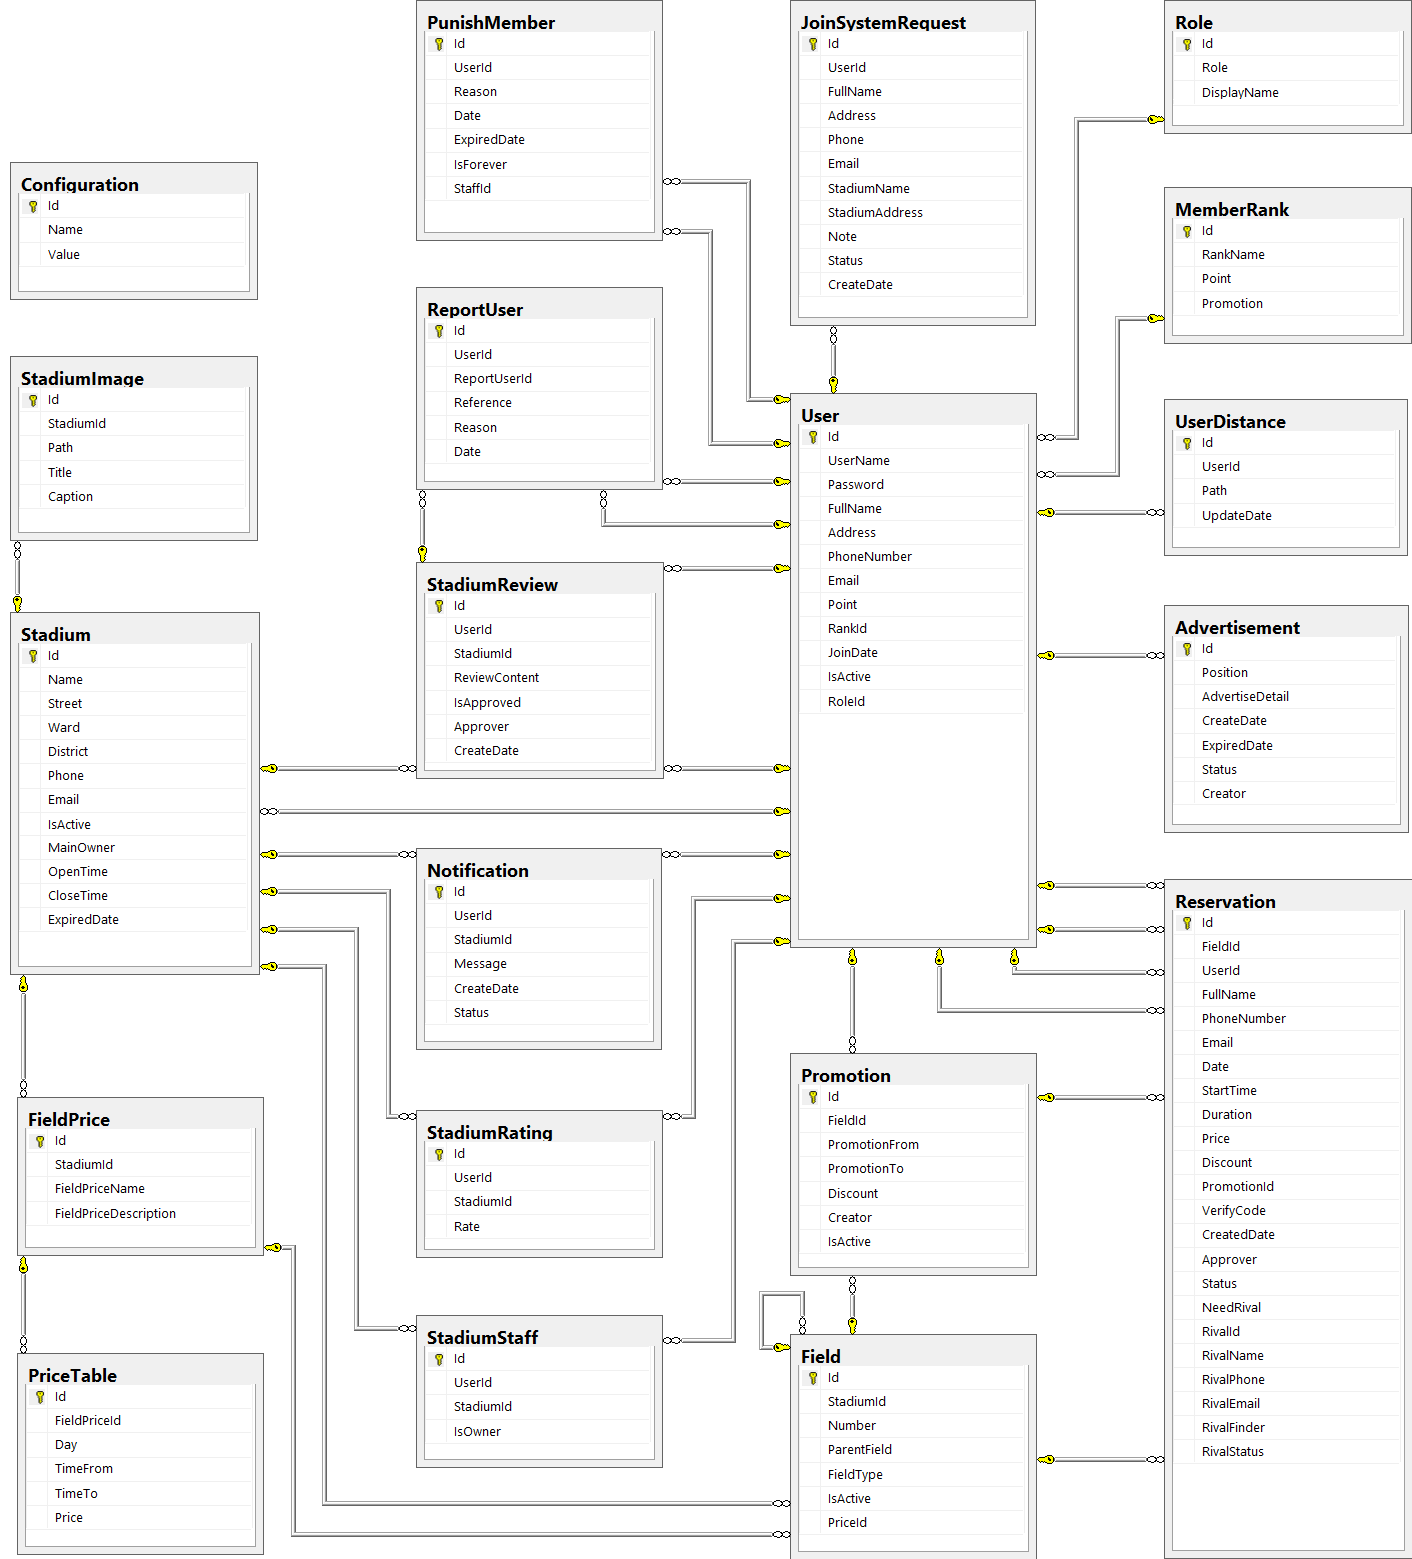 PunishMember
Id
UserId
Reason
Date
ExpiredDate
IsForever
StaffId
JoinSystemRequest
Id
UserId
FullName
Address
Phone
Email
StadiumName
StadiumAddress
Note
Status
CreateDate
Role
Id
Role
DisplayName
Configuration
Id
Name
Value
MemberRank
Id
RankName
Point
Promotion
ReportUser
Id
UserId
ReportUserId
Reference
Reason
Date
StadiumImage
Id
StadiumId
Path
Title
Caption
User
Id
UserName
Password
FullName
Address
PhoneNumber
Email
Point
RankId
JoinDate
IsActive
RoleId
UserDistance
Id
UserId
Path
UpdateDate
StadiumReview
Id
UserId
StadiumId
ReviewContent
IsApproved
Approver
CreateDate
Stadium
Id
Name
Street
Ward
District
Phone
Email
IsActive
MainOwner
OpenTime
CloseTime
ExpiredDate
Advertisement
Id
Position
AdvertiseDetail
CreateDate
ExpiredDate
Status
Creator
Notification
Id
UserId
StadiumId
Message
CreateDate
Status
Reservation
Id
FieldId
UserId
FullName
PhoneNumber
Email
Date
StartTime
Duration
Price
Discount
PromotionId
VerifyCode
CreatedDate
Approver
Status
NeedRival
RivalId
RivalName
RivalPhone
RivalEmail
RivalFinder
RivalStatus
Promotion
Id
FieldId
PromotionFrom
PromotionTo
Discount
Creator
IsActive
FieldPrice
Id
StadiumId
FieldPriceName
FieldPriceDescription
StadiumRating
Id
UserId
StadiumId
Rate
StadiumStaff
Id
UserId
StadiumId
IsOwner
Field
Id
StadiumId
Number
ParentField
FieldType
IsActive
PriceId
PriceTable
Id
FieldPriceId
Day
TimeFrom
TimeTo
Price